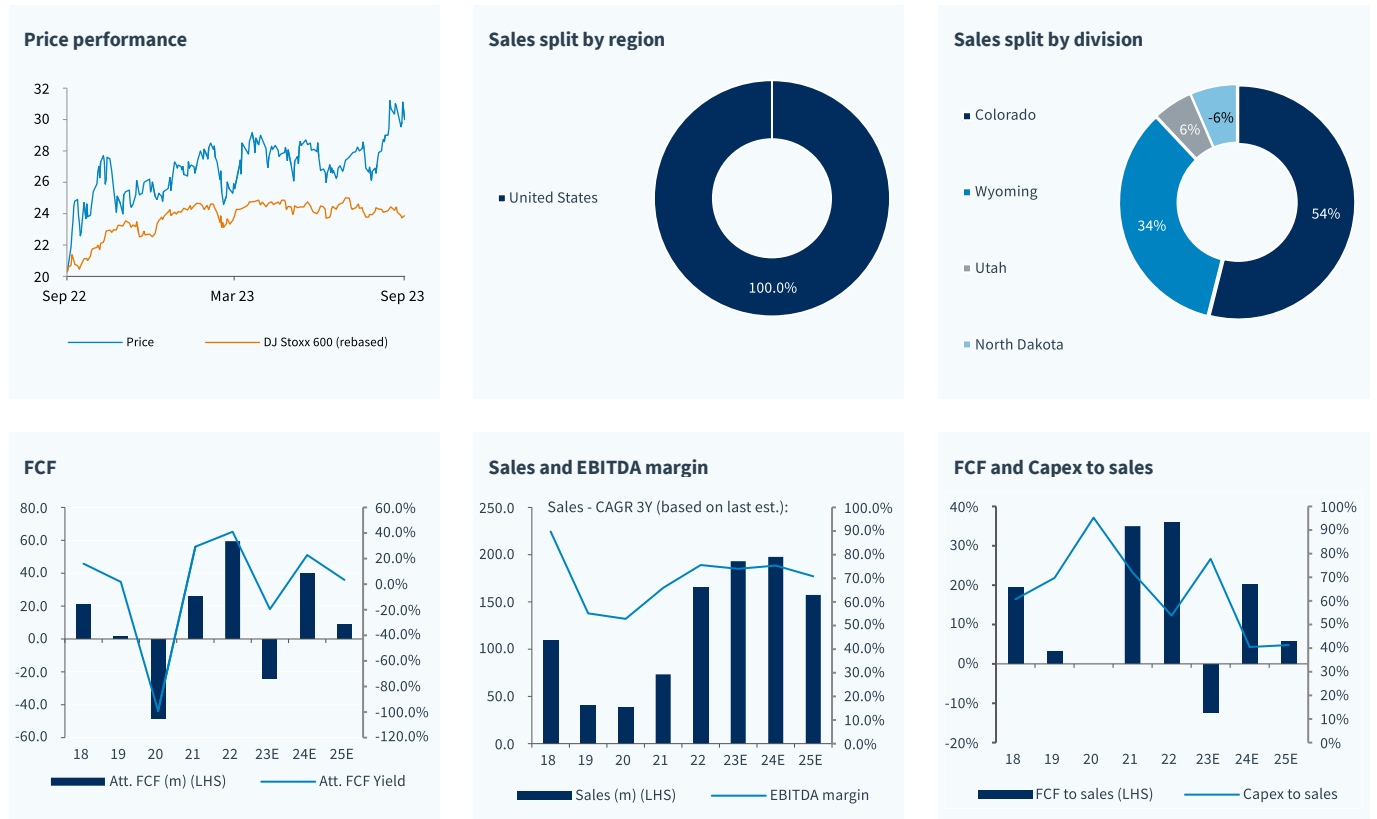 Price performance
32
30
28
26
24
22
20
Sep 22
Mar 23
Sep 23
Price
DJ Stoxx 600 (rebased)
Sales split by region
United States
100.0%
Sales split by division
Colorado
Wyoming
Utah
North Dakota
6%
-6%
34%
54%
FCF
80.0
60.0
40.0
20.0
0.0
-20.0
-40.0
-60.0
60.0%
40.0%
20.0%
0.0%
-20.0%
-40.0%
-60.0%
-80.0%
-100.0%
-120.0%
18 19 20 21 22 23E 24E 25E
Att. FCF (m) (LHS)
Att. FCF Yield
Sales and EBITDA margin
Sales - CAGR 3Y (based on last est.):
250.0
200.0
150.0
100.0
50.0
0.0
100.0%
90.0%
80.0%
70.0%
60.0%
50.0%
40.0%
30.0%
20.0%
10.0%
0.0%
18 19 20 21 22 23E 24E 25E
Sales (m) (LHS)
EBITDA margin
FCF and Capex to sales
40%
30%
20%
10%
0%
-10%
-20%
100%
90%
80%
70%
60%
50%
40%
30%
20%
10%
0%
18 19 20 21 22 23E 24E 25E
FCF to sales (LHS)
Capex to sales